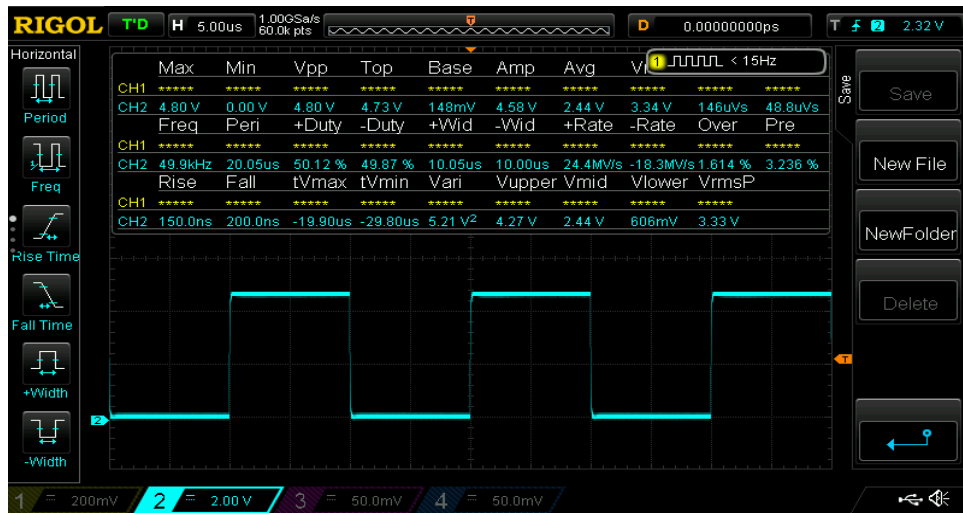 RIGOL T'D H 5.00us 1.00GSa/s 60.0k pts D 0.00000000ps T 2 2.32 V
Horizontal
Period
Freq
Rise Time
Fall Time
+Width
-Width
1 < 15Hz
Max Min Vpp Top Base Amp Avg
CH1 ***** ***** ***** ***** ***** ***** ***** ***** ***** *****
CH2 4.80 V 0.00 V 4.80 V 4.73 V 148mV 4.58 V 2.44 V 3.34 V 146uVs 48.8uVs
Freq Peri +Duty -Duty +Wid -Wid +Rate -Rate Over Pre
CH1 ***** ***** ***** ***** ***** ***** ***** ***** ***** *****
CH2 49.9kHz 20.05us 50.12 % 49.87 % 10.05us 10.00us 24.4MV/s -18.3MV/s 1.614 % 3.236 %
Rise Fall tVmax tVmin Vari Vupper Vmid Vlower VrmsP
CH1 ***** ***** ***** ***** ***** ***** ***** ***** *****
CH2 150.0ns 200.0ns -19.90us -29.80us 5.21 V² 4.27 V 2.44 V 606mV 3.33 V
T
2
Save
Save
New File
NewFolder
Delete
1 = 200mV 2 = 2.00 V 3 = 50.0mV 4 = 50.0mV